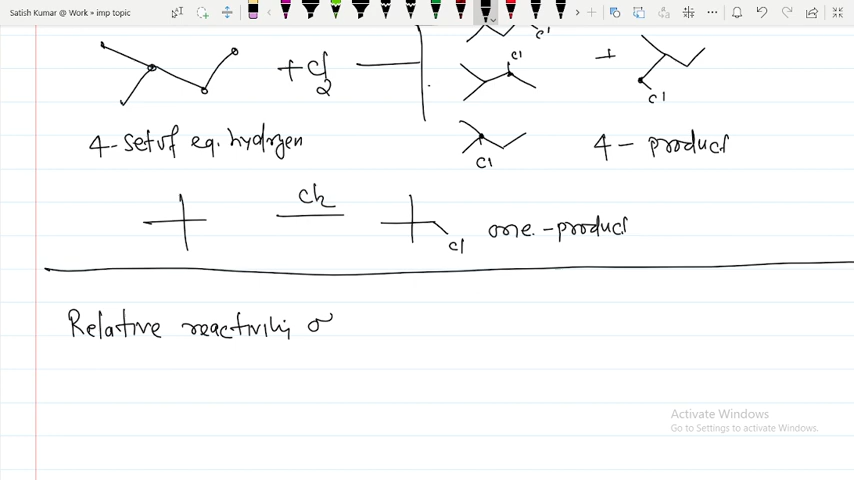 Satish Kumar @ Work » imp topic
Cl
+ Cl2
Cl
+
Cl
4- set of eq. hydrogen
Cl
4 - product
Cl2
Cl
one - product
Relative reactivity o
Activate Windows
Go to Settings to activate Windows.